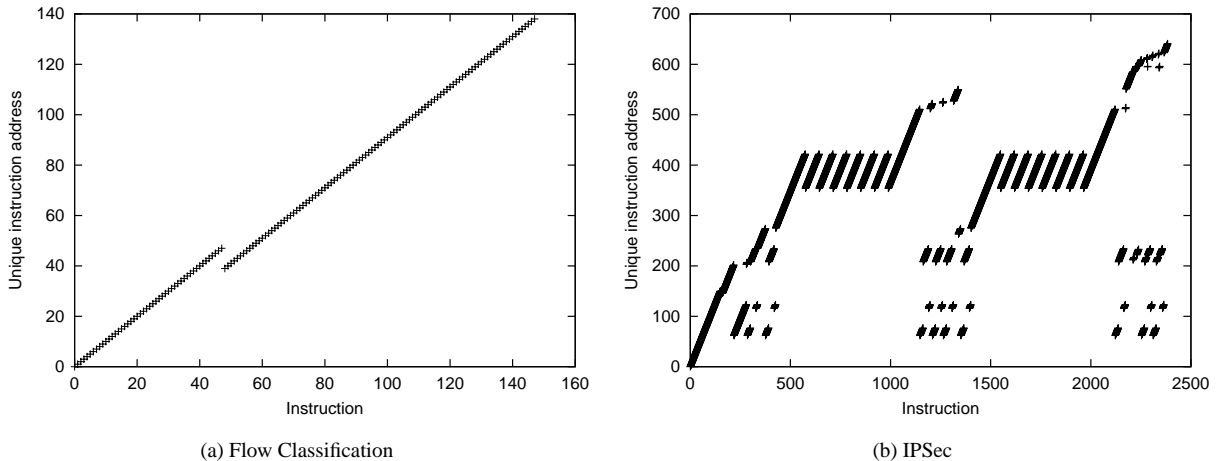 140
120
100
80
60
40
20
0
Unique instruction address
0 20 40 60 80 100 120 140 160
Instruction
(a) Flow Classification
700
600
500
400
300
200
100
0
Unique instruction address
0 500 1000 1500 2000 2500
Instruction
(b) IPSec